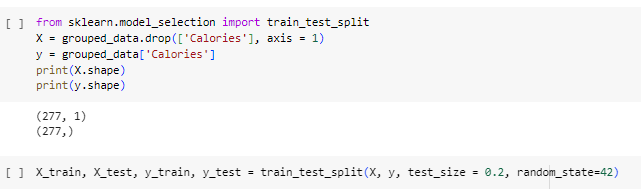 [ ] from sklearn.model_selection import train_test_split
X = grouped_data.drop(['Calories'], axis = 1)
y = grouped_data['Calories']
print(X.shape)
print(y.shape)
(277, 1)
(277,)
[ ] X_train, X_test, y_train, y_test = train_test_split(X, y, test_size = 0.2, random_state=42)